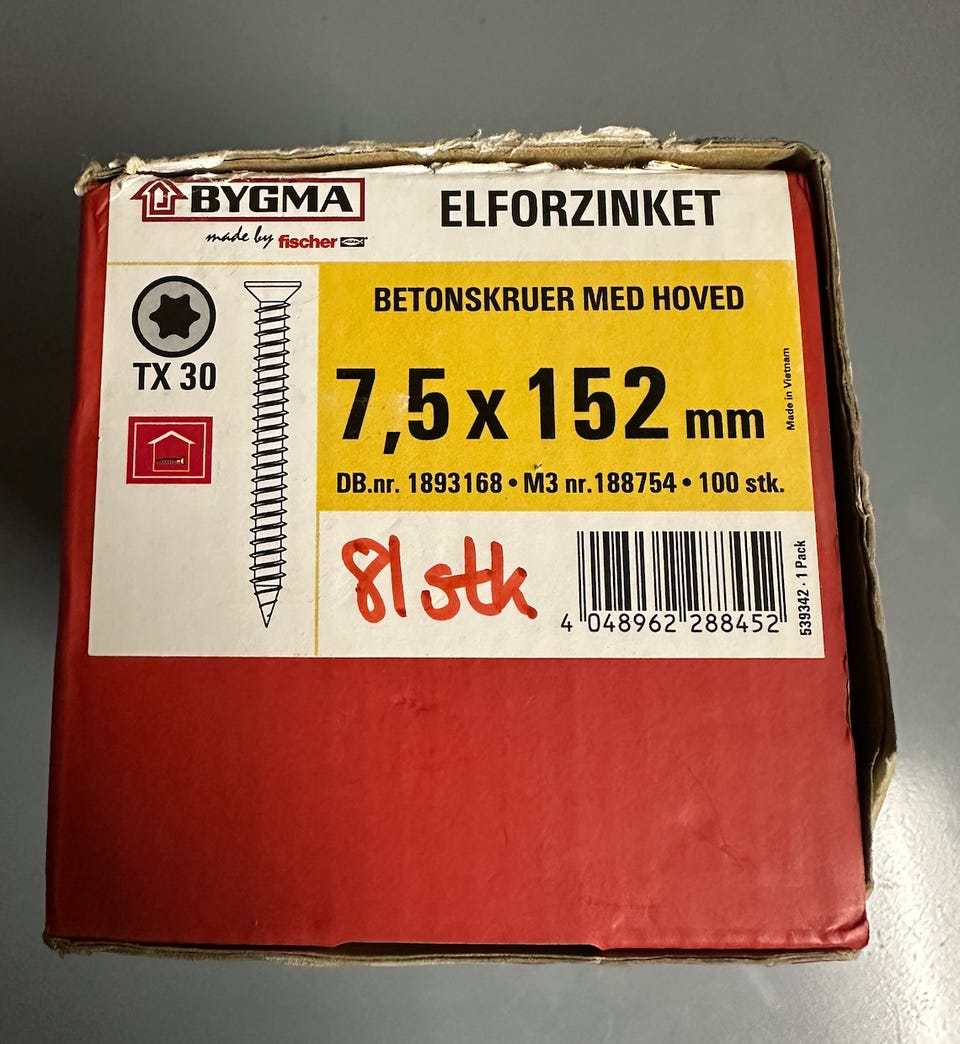 BYGMA
made by fischer
ELFORZINKET
TX 30
BETONSKRUER MED HOVED
7,5 x 152 mm
DB.nr. 1893168 • M3 nr.188754 • 100 stk.
Made in Vietnam
81 stk
4 048962 288452
539342 · 1 Pack